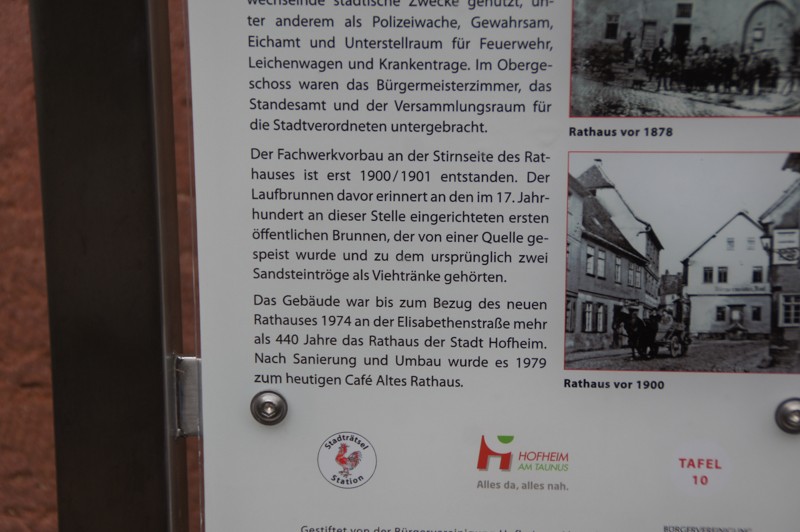 wechselnde städtische Zwecke genutzt, un-
ter anderem als Polizeiwache, Gewahrsam,
Eichamt und Unterstellraum für Feuerwehr,
Leichenwagen und Krankentrage. Im Oberge-
schoss waren das Bürgermeisterzimmer, das
Standesamt und der Versammlungsraum für
die Stadtverordneten untergebracht.
Der Fachwerkvorbau an der Stirnseite des Rat-
hauses ist erst 1900/1901 entstanden. Der
Laufbrunnen davor erinnert an den im 17. Jahr-
hundert an dieser Stelle eingerichteten ersten
öffentlichen Brunnen, der von einer Quelle ge-
speist wurde und zu dem ursprünglich zwei
Sandsteintröge als Viehtränke gehörten.
Das Gebäude war bis zum Bezug des neuen
Rathauses 1974 an der Elisabethenstraße mehr
als 440 Jahre das Rathaus der Stadt Hofheim.
Nach Sanierung und Umbau wurde es 1979
zum heutigen Café Altes Rathaus.
Rathaus vor 1878
Rathaus vor 1900
Stadträtsel
Station
HOFHEIM
AM TAUNUS
Alles da, alles nah.
TAFEL
10
Gestiftet von der Bürgervereinigung
BÜRGERVEREINIGUNG